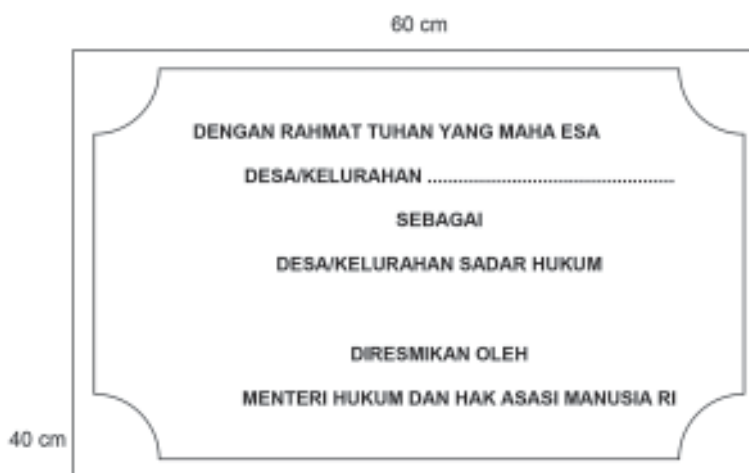 60 cm
DENGAN RAHMAT TUHAN YANG MAHA ESA
DESA/KELURAHAN ................................................
SEBAGAI
DESA/KELURAHAN SADAR HUKUM
DIRESMIKAN OLEH
MENTERI HUKUM DAN HAK ASASI MANUSIA RI
40 cm